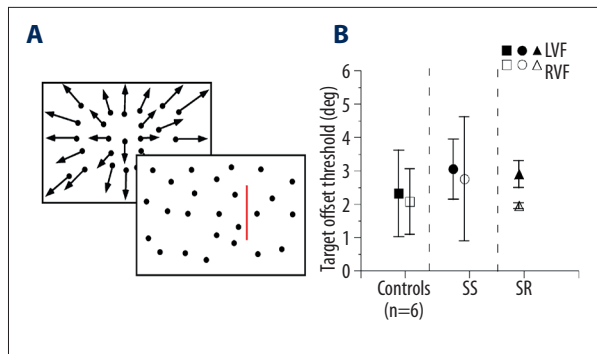 A
B
■ ● ▲ LVF
□ ○ △ RVF
Target offset threshold (deg)
6
5
4
3
2
1
0
Controls
(n=6)
SS
SR